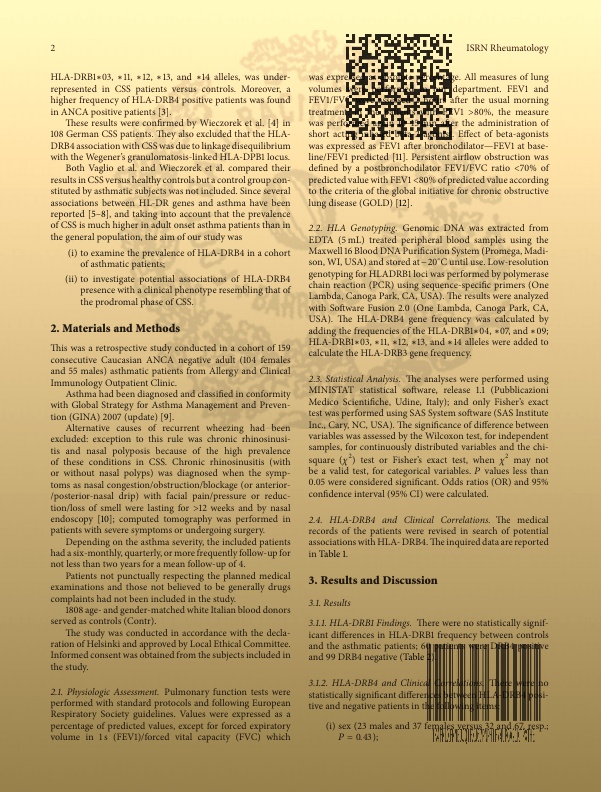 2
ISRN Rheumatology
HLA-DRB1∗03, ∗11, ∗12, ∗13, and ∗14 alleles, was under-
represented in CSS patients versus controls. Moreover, a
higher frequency of HLA-DRB4 positive patients was found
in ANCA positive patients [3].
These results were confirmed by Wieczorek et al. [4] in
108 German CSS patients. They also excluded that the HLA-
DRB4 association with CSS was due to linkage disequilibrium
with the Wegener's granulomatosis-linked HLA-DPB1 locus.
Both Vaglio et al. and Wieczorek et al. compared their
results in CSS versus healthy controls but a control group con-
stituted by asthmatic subjects was not included. Since several
associations between HL-DR genes and asthma have been
reported [5–8], and taking into account that the prevalence
of CSS is much higher in adult onset asthma patients than in
the general population, the aim of our study was
(i) to examine the prevalence of HLA-DRB4 in a cohort
of asthmatic patients;
(ii) to investigate potential associations of HLA-DRB4
presence with a clinical phenotype resembling that of
the prodromal phase of CSS.
2. Materials and Methods
This was a retrospective study conducted in a cohort of 159
consecutive Caucasian ANCA negative adult (104 females
and 55 males) asthmatic patients from Allergy and Clinical
Immunology Outpatient Clinic.
Asthma had been diagnosed and classified in conformity
with Global Strategy for Asthma Management and Preven-
tion (GINA) 2007 (update) [9].
Alternative causes of recurrent wheezing had been
excluded: exception to this rule was chronic rhinosinusi-
tis and nasal polyposis because of the high prevalence
of these conditions in CSS. Chronic rhinosinusitis (with
or without nasal polyps) was diagnosed when the symp-
toms as nasal congestion/obstruction/blockage (or anterior-
/posterior-nasal drip) with facial pain/pressure or reduc-
tion/loss of smell were lasting for >12 weeks and by nasal
endoscopy [10]; computed tomography was performed in
patients with severe symptoms or undergoing surgery.
Depending on the asthma severity, the included patients
had a six-monthly, quarterly, or more frequently follow-up for
not less than two years for a mean follow-up of 4.
Patients not punctually respecting the planned medical
examinations and those not believed to be generally drugs
complaints had not been included in the study.
1808 age- and gender-matched white Italian blood donors
served as controls (Contr).
The study was conducted in accordance with the decla-
ration of Helsinki and approved by Local Ethical Committee.
Informed consent was obtained from the subjects included in
the study.
2.1. Physiologic Assessment. Pulmonary function tests were
performed with standard protocols and following European
Respiratory Society guidelines. Values were expressed as a
percentage of predicted values, except for forced expiratory
volume in 1 s (FEV1)/forced vital capacity (FVC) which
was All measures of lung
volumes department. FEV1 and
FEV1/FVC after the usual morning
treatment >80%, the measure
was the administration of
short Effect of beta-agonists
was expressed as FEV1 after bronchodilator—FEV1 at base-
line/FEV1 predicted [11]. Persistent airflow obstruction was
defined by a postbronchodilator FEV1/FVC ratio <70% of
predicted value with FEV1 <80% of predicted value according
to the criteria of the global initiative for chronic obstructive
lung disease (GOLD) [12].
2.2. HLA Genotyping. Genomic DNA was extracted from
EDTA (5 mL) treated peripheral blood samples using the
Maxwell 16 Blood DNA Purification System (Promega, Madi-
son, WI, USA) and stored at −20°C until use. Low-resolution
genotyping for HLADRB1 loci was performed by polymerase
chain reaction (PCR) using sequence-specific primers (One
Lambda, Canoga Park, CA, USA). The results were analyzed
with Software Fusion 2.0 (One Lambda, Canoga Park, CA,
USA). The HLA-DRB4 gene frequency was calculated by
adding the frequencies of the HLA-DRB1∗04, ∗07, and ∗09;
HLA-DRB1∗03, ∗11, ∗12, ∗13, and ∗14 alleles were added to
calculate the HLA-DRB3 gene frequency.
2.3. Statistical Analysis. The analyses were performed using
MINISTAT statistical software, release 1.1 (Pubblicazioni
Medico Scientifiche, Udine, Italy); and only Fisher's exact
test was performed using SAS System software (SAS Institute
Inc., Cary, NC, USA). The significance of difference between
variables was assessed by the Wilcoxon test, for independent
samples, for continuously distributed variables and the chi-
square (χ²) test or Fisher's exact test, when χ² may not
be a valid test, for categorical variables. P values less than
0.05 were considered significant. Odds ratios (OR) and 95%
confidence interval (95% CI) were calculated.
2.4. HLA-DRB4 and Clinical Correlations. The medical
records of the patients were revised in search of potential
associations with HLA- DRB4. The inquired data are reported
in Table 1.
3. Results and Discussion
3.1. Results
3.1.1. HLA-DRB1 Findings. There were no statistically signif-
icant differences in HLA-DRB1 frequency between controls
and the asthmatic patients; 60 patients were DRB4 positive
and 99 DRB4 negative (Table 2).
3.1.2. HLA-DRB4 and Clinical Correlations. There were no
statistically significant differences between HLA-DRB4 posi-
tive and negative patients in the following items:
(i) sex (23 males and 37 females versus 32 and 67, resp.;
P = 0.43);